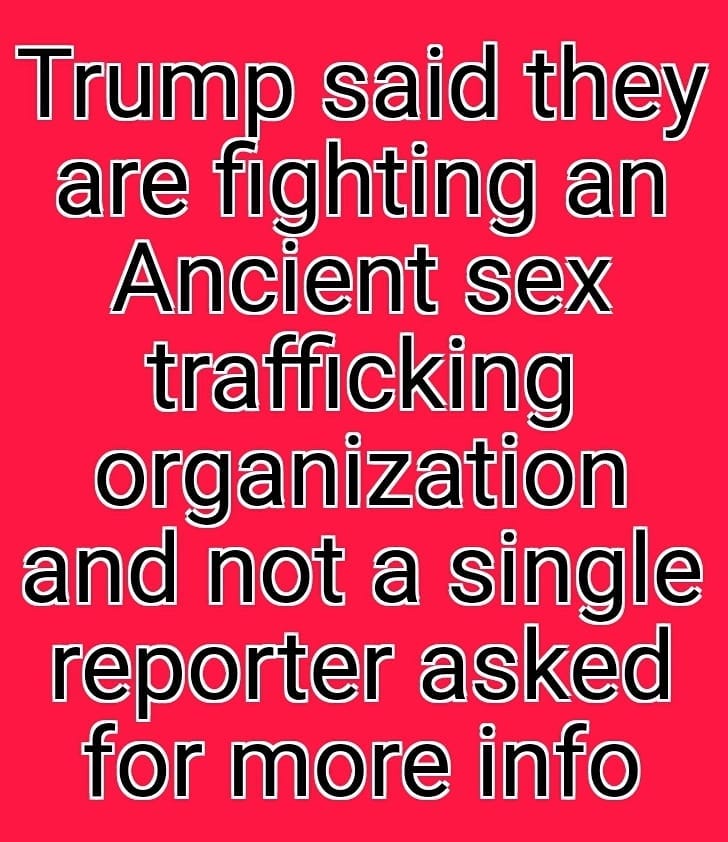 Trump said they
are fighting an
Ancient sex
trafficking
organization
and not a single
reporter asked
for more info